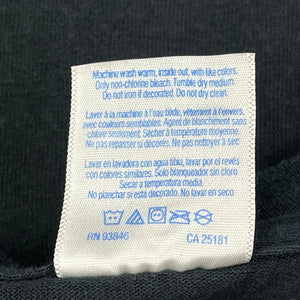 Machine wash warm, inside out, with like colors.
Only non-chlorine bleach. Tumble dry medium.
Do not iron if decorated. Do not dry clean.
Laver à la machine à l'eau tiède, vêtement à l'envers,
avec couleurs semblables. Agent de blanchiment sans
chlore seulement. Sécher à température moyenne.
Ne pas repasser si décorés. Ne pas nettoyer à sec
Lavar en lavadora con agua tibia, lavar por el revés
con colores similares. Solo blanqueador sin cloro
Secar a temperatura media.
No planchar si está decorado. No lavar en seco
RN 93846 CA 25181